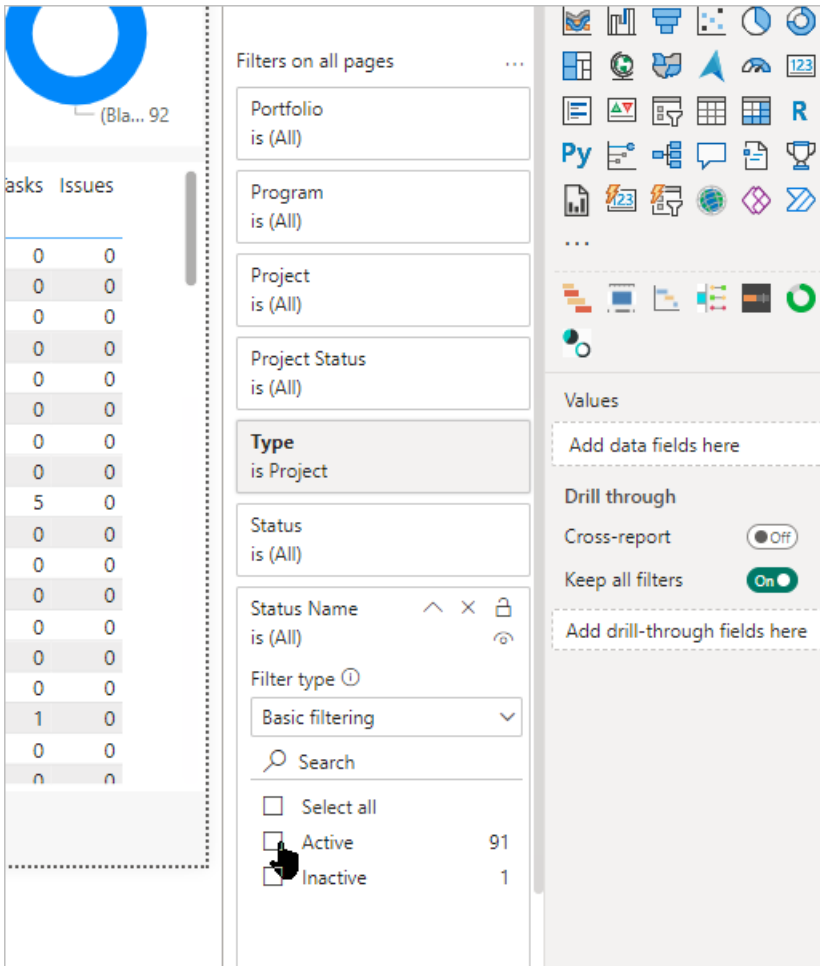 (Bla... 92
Tasks Issues
0 0
0 0
0 0
0 0
0 0
0 0
0 0
0 0
5 0
0 0
0 0
0 0
0 0
0 0
0 0
1 0
0 0
0 0
Filters on all pages ...
Portfolio
is (All)
Program
is (All)
Project
is (All)
Project Status
is (All)
Type
is Project
Status
is (All)
Status Name
is (All)
Filter type
Basic filtering
Search
Select all
Active 91
Inactive 1
123
R
Py
123
...
Values
Add data fields here
Drill through
Cross-report Off
Keep all filters On
Add drill-through fields here